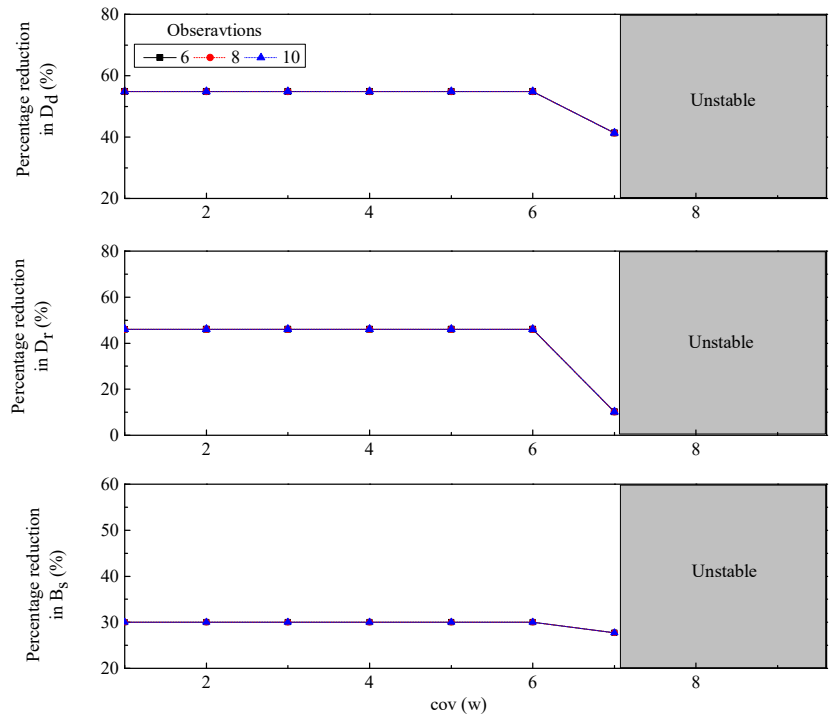 80
Obseravtions
6 8 10
60
40
20
Percentage reduction
in Dd (%)
Unstable
2 4 6 8
80
60
40
20
0
Percentage reduction
in Dr (%)
Unstable
2 4 6 8
60
50
40
30
20
Percentage reduction
in Bs (%)
Unstable
2 4 6 8
cov (w)